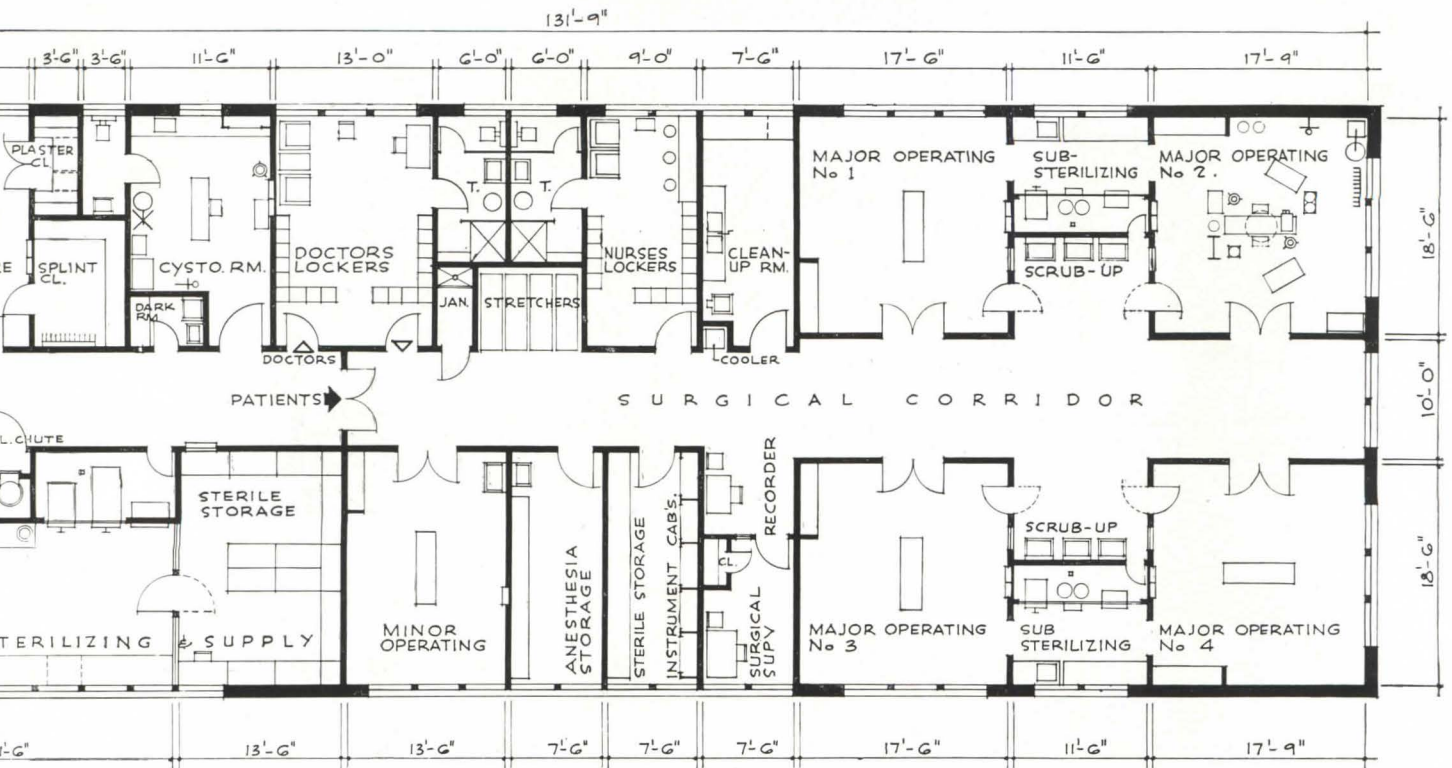 131'-9"
3'-6" 3'-6" 11'-6" 13'-0" 6'-0" 6'-0" 9'-0" 7'-6" 17'-6" 11'-6" 17'-9"
PLASTER
CL.
SPLINT
CL.
CYSTO. RM.
DARK
RM.
DOCTORS
LOCKERS
T.
T.
JAN.
STRETCHERS
NURSES
LOCKERS
CLEAN-
UP RM.
COOLER
MAJOR OPERATING
No 1
SUB-
STERILIZING
SCRUB-UP
MAJOR OPERATING
No 2.
18'-6"
DOCTORS
PATIENTS
SURGICAL CORRIDOR
10'-0"
L. CHUTE
STERILE
STORAGE
TERILIZING & SUPPLY
MINOR
OPERATING
ANESTHESIA
STORAGE
STERILE STORAGE
INSTRUMENT CAB'S.
RECORDER
CL.
SURGICAL
SUPV
MAJOR OPERATING
No 3
SCRUB-UP
SUB
STERILIZING
MAJOR OPERATING
No 4
18'-6"
13'-6" 13'-6" 7'-6" 7'-6" 7'-6" 17'-6" 11'-6" 17'-9"